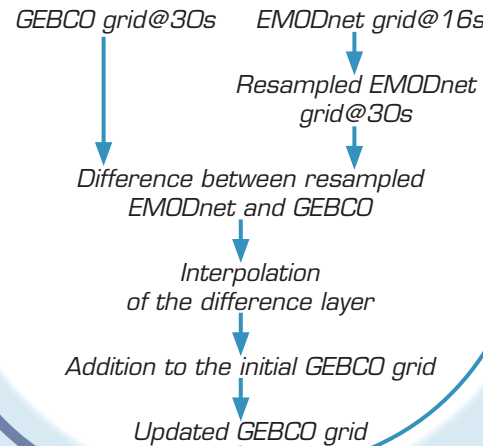 GEBCO grid@30s
EMODnet grid@16s
Resampled EMODnet
grid@30s
Difference between resampled
EMODnet and GEBCO
Interpolation
of the difference layer
Addition to the initial GEBCO grid
Updated GEBCO grid